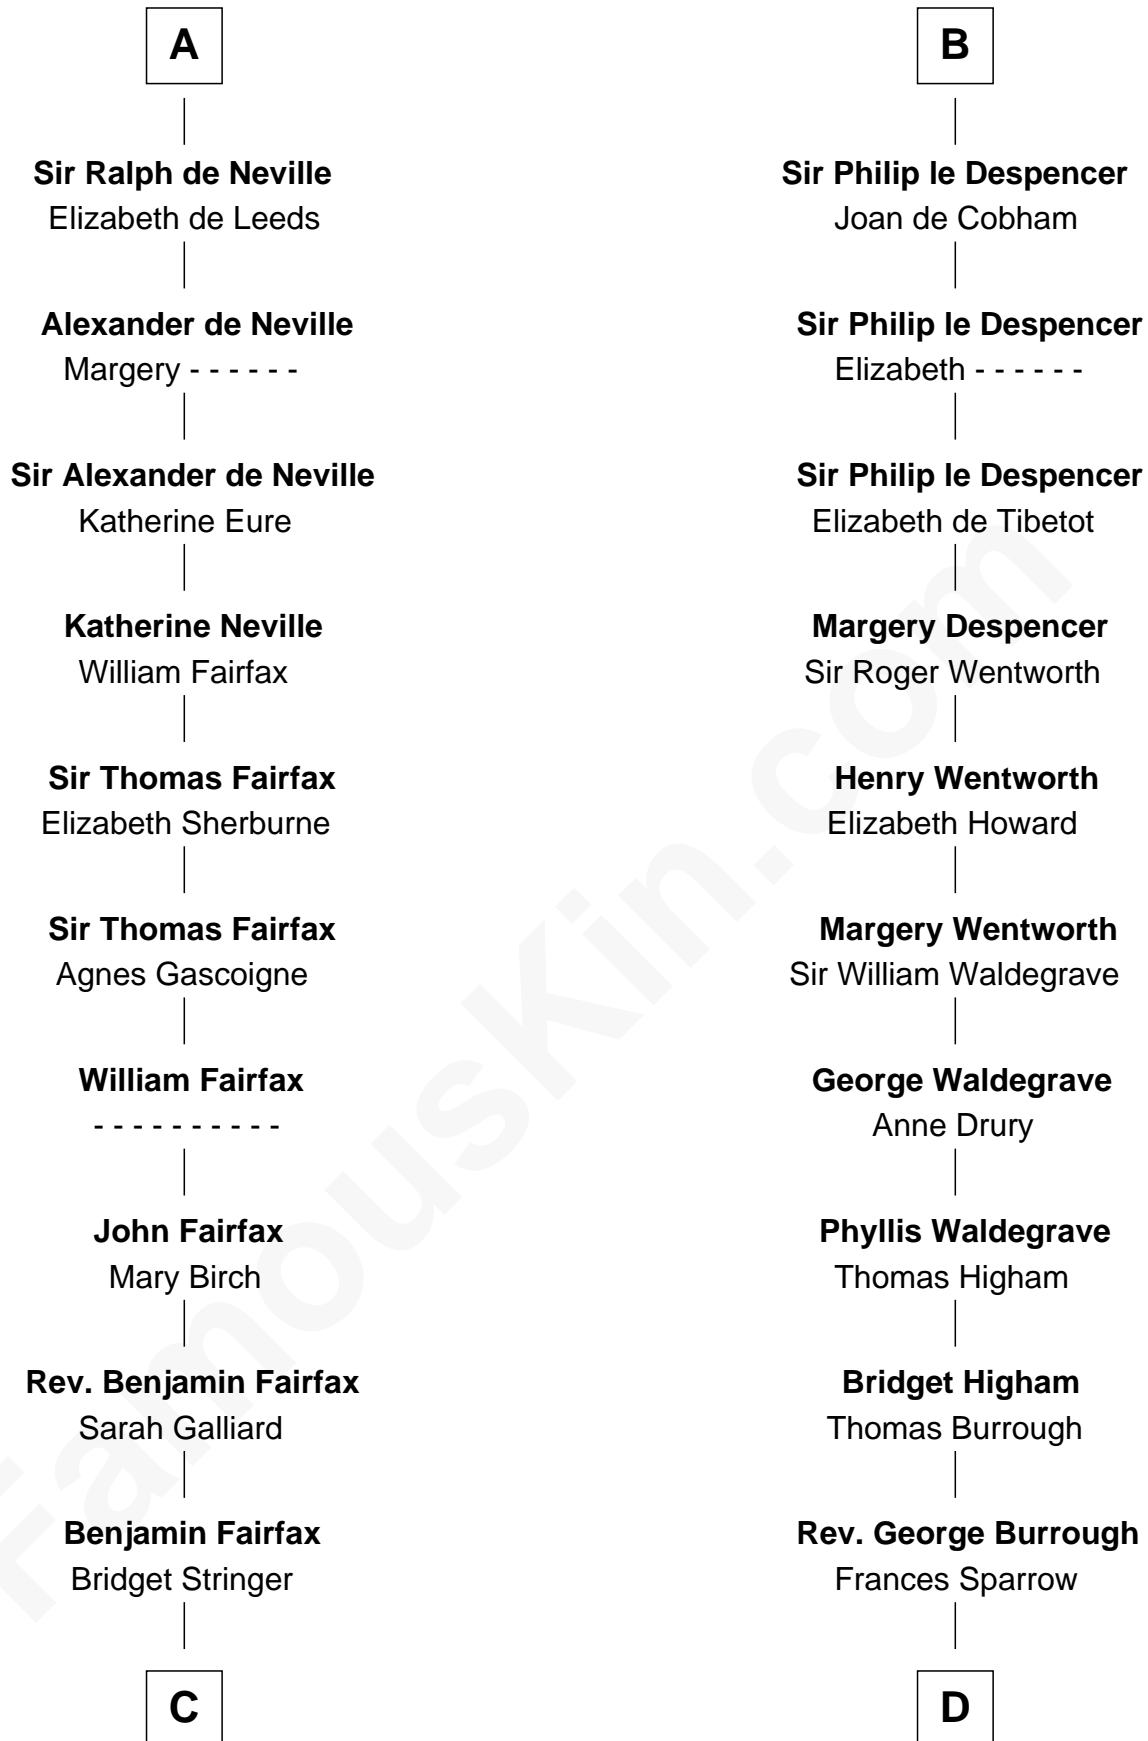 A
Sir Ralph de Neville
Elizabeth de Leeds
Alexander de Neville
Margery - - - - - -
Sir Alexander de Neville
Katherine Eure
Katherine Neville
William Fairfax
Sir Thomas Fairfax
Elizabeth Sherburne
Sir Thomas Fairfax
Agnes Gascoigne
William Fairfax
- - - - - - - - - -
John Fairfax
Mary Birch
Rev. Benjamin Fairfax
Sarah Galliard
Benjamin Fairfax
Bridget Stringer
C
B
Sir Philip le Despencer
Joan de Cobham
Sir Philip le Despencer
Elizabeth - - - - - -
Sir Philip le Despencer
Elizabeth de Tibetot
Margery Despencer
Sir Roger Wentworth
Henry Wentworth
Elizabeth Howard
Margery Wentworth
Sir William Waldegrave
George Waldegrave
Anne Drury
Phyllis Waldegrave
Thomas Higham
Bridget Higham
Thomas Burrough
Rev. George Burrough
Frances Sparrow
D
FamousKin.com